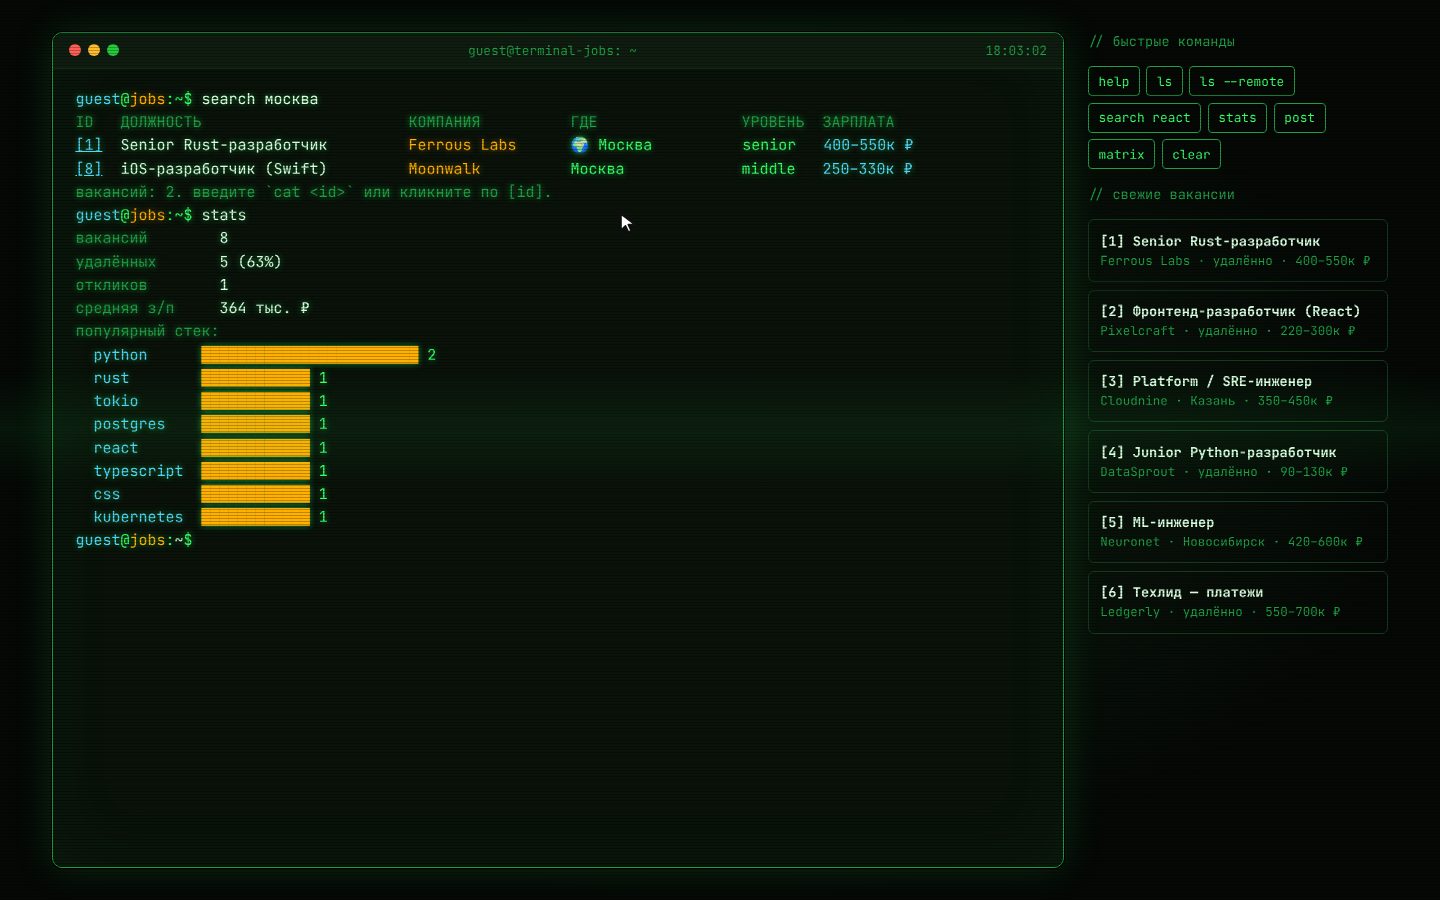 guest@terminal-jobs: ~
18:03:02
guest@jobs:~$ search москва
ID ДОЛЖНОСТЬ КОМПАНИЯ ГДЕ УРОВЕНЬ ЗАРПЛАТА
[1] Senior Rust-разработчик Ferrous Labs 🌍 Москва senior 400–550к ₽
[8] iOS-разработчик (Swift) Moonwalk Москва middle 250–330к ₽
вакансий: 2. введите `cat <id>` или кликните по [id].
guest@jobs:~$ stats
вакансий 8
удалённых 5 (63%)
откликов 1
средняя з/п 364 тыс. ₽
популярный стек:
python 2
rust 1
tokio 1
postgres 1
react 1
typescript 1
css 1
kubernetes 1
guest@jobs:~$
// быстрые команды
help ls ls --remote
search react stats post
matrix clear
// свежие вакансии
[1] Senior Rust-разработчик
Ferrous Labs · удалённо · 400–550к ₽
[2] Фронтенд-разработчик (React)
Pixelcraft · удалённо · 220–300к ₽
[3] Platform / SRE-инженер
Cloudnine · Казань · 350–450к ₽
[4] Junior Python-разработчик
DataSprout · удалённо · 90–130к ₽
[5] ML-инженер
Neuronet · Новосибирск · 420–600к ₽
[6] Техлид — платежи
Ledgerly · удалённо · 550–700к ₽